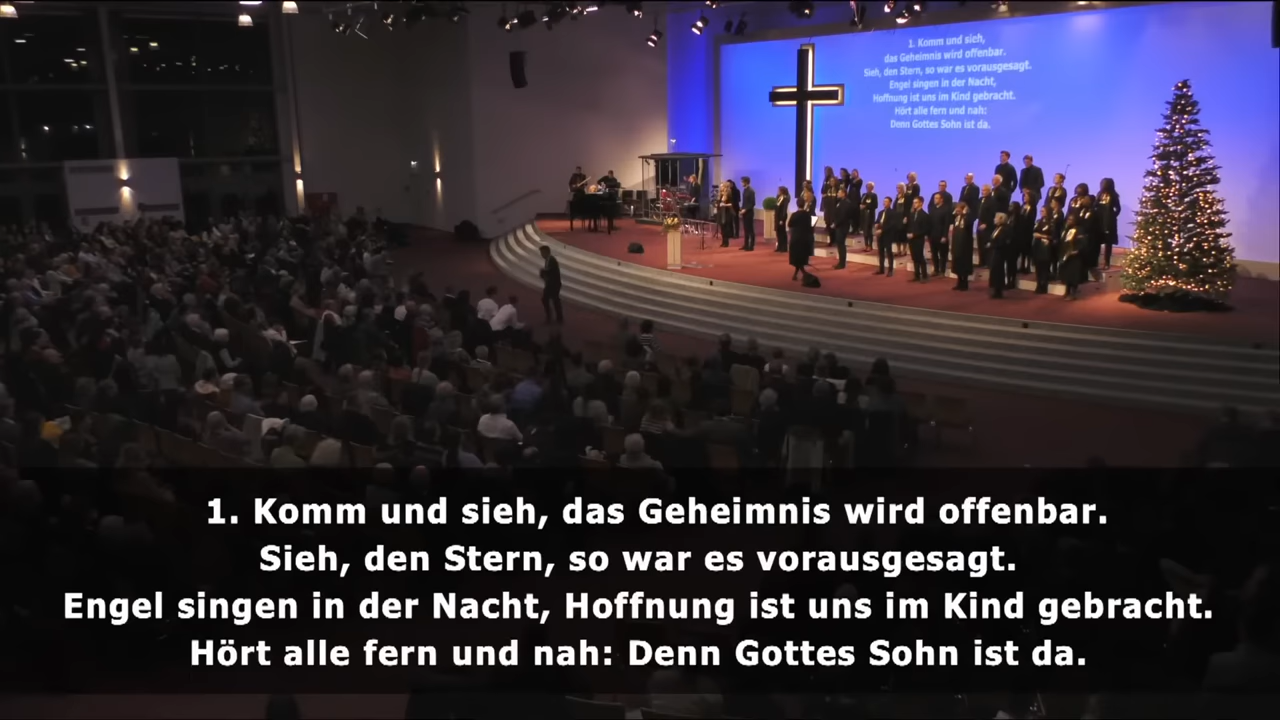 1. Komm und sieh,
das Geheimnis wird offenbar.
Sieh, den Stern, so war es vorausgesagt.
Engel singen in der Nacht,
Hoffnung ist uns im Kind gebracht.
Hört alle fern und nah:
Denn Gottes Sohn ist da.
1. Komm und sieh, das Geheimnis wird offenbar.
Sieh, den Stern, so war es vorausgesagt.
Engel singen in der Nacht, Hoffnung ist uns im Kind gebracht.
Hört alle fern und nah: Denn Gottes Sohn ist da.